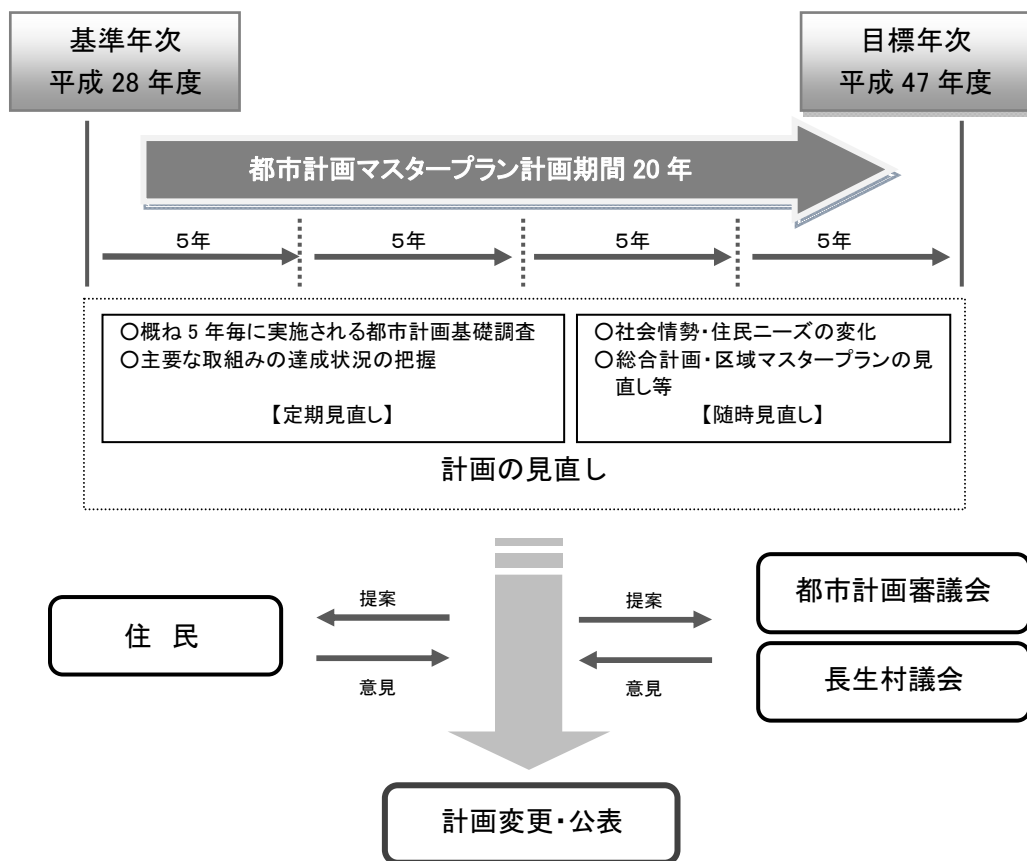 基準年次
平成 28 年度
目標年次
平成 47 年度
都市計画マスタープラン計画期間 20 年
5年
5年
5年
5年
○概ね 5 年毎に実施される都市計画基礎調査
○主要な取組みの達成状況の把握
【定期見直し】
○社会情勢・住民ニーズの変化
○総合計画・区域マスタープランの見
直し等
【随時見直し】
計画の見直し
住 民
提案
意見
提案
意見
都市計画審議会
長生村議会
計画変更・公表